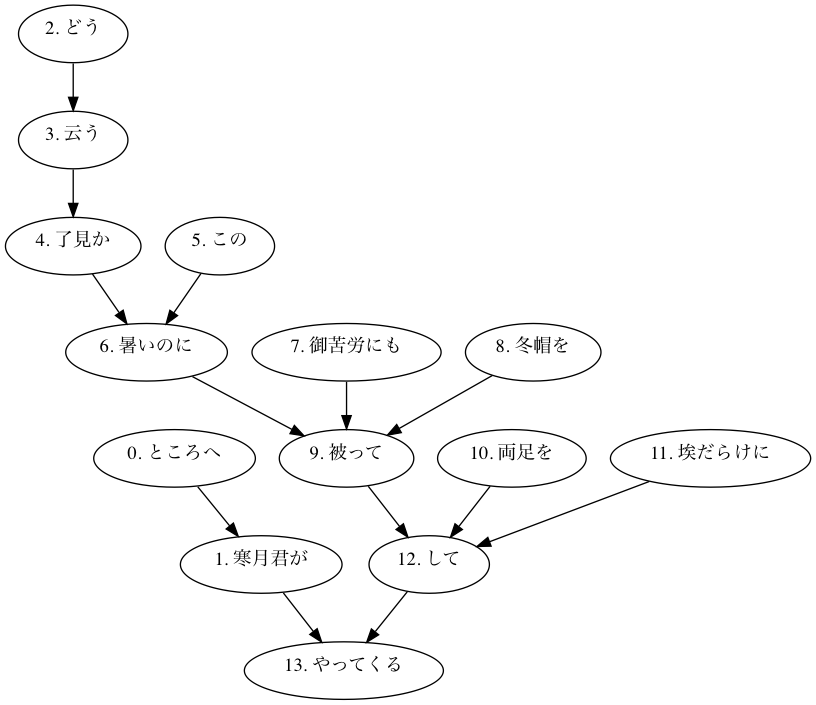 2. どう
3. 云う
4. 了見か
5. この
6. 暑いのに
7. 御苦労にも
8. 冬帽を
0. ところへ
9. 被って
10. 両足を
11. 埃だらけに
1. 寒月君が
12. して
13. やってくる